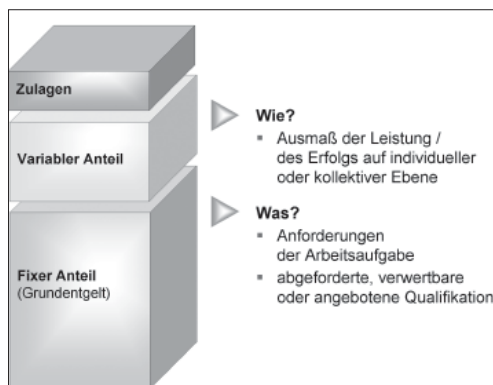 Zulagen
Variabler Anteil
Fixer Anteil
(Grundentgelt)
Wie?
▪ Ausmaß der Leistung /
des Erfolgs auf individueller
oder kollektiver Ebene
Was?
▪ Anforderungen
der Arbeitsaufgabe
▪ abgeforderte, verwertbare
oder angebotene Qualifikation